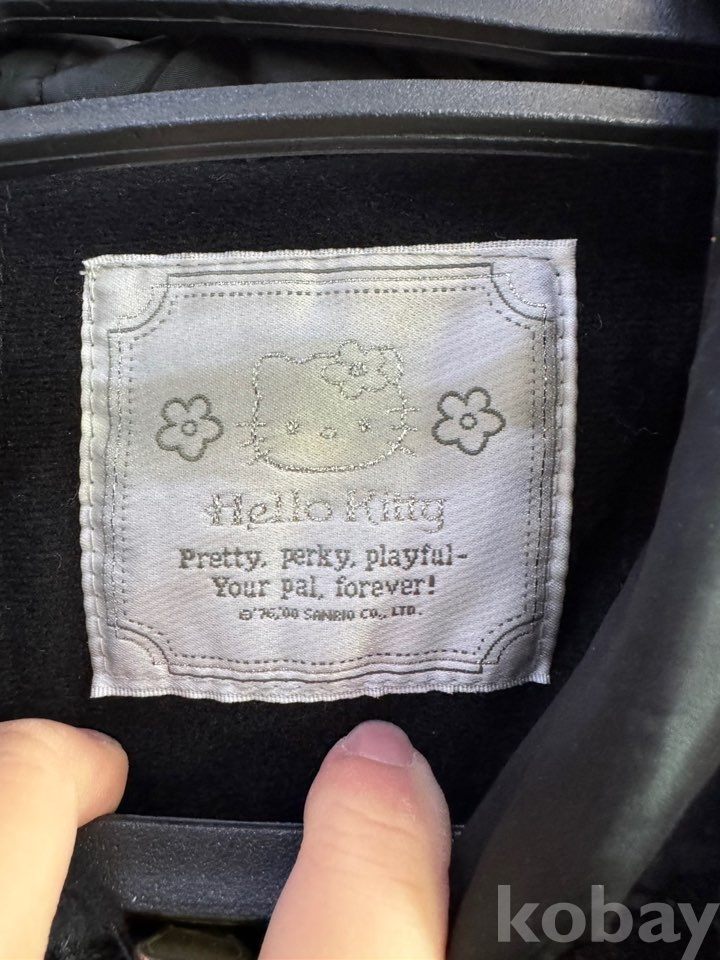 Hello Kitty
Pretty, perky, playful-
Your pal, forever!
©'76,'00 SANRIO CO., LTD.
kobay